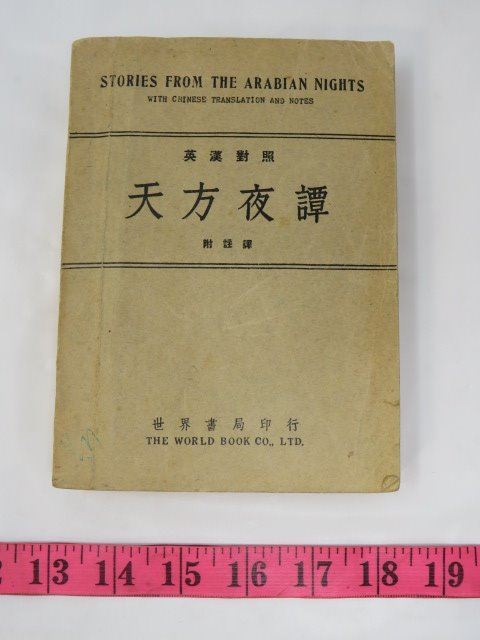 STORIES FROM THE ARABIAN NIGHTS
WITH CHINESE TRANSLATION AND NOTES
英漢對照
天方夜譚
附註譯
世界書局印行
THE WORLD BOOK CO., LTD.
2 13 14 15 16 17 18 19